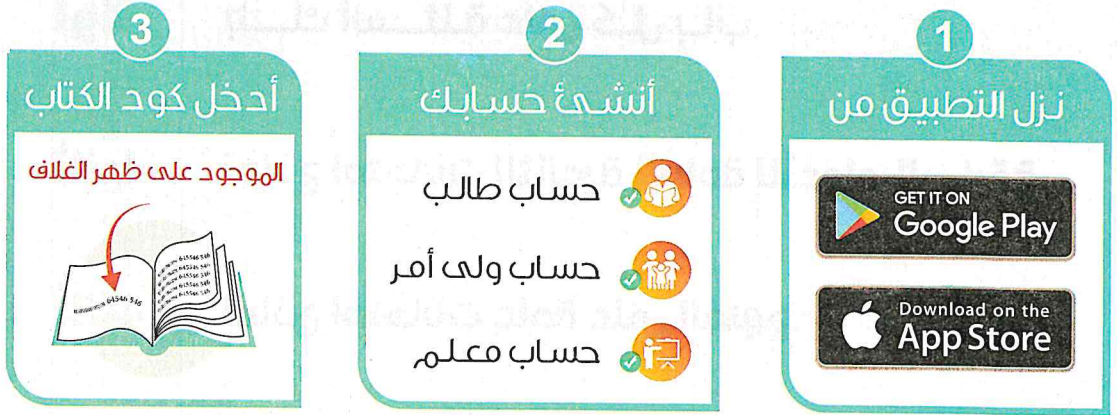 1
نزل التطبيق من
GET IT ON
Google Play
Download on the
App Store
2
أنشئ حسابك
حساب طالب
حساب ولى أمر
حساب معلم
3
أدخل كود الكتاب
الموجود على ظهر الغلاف